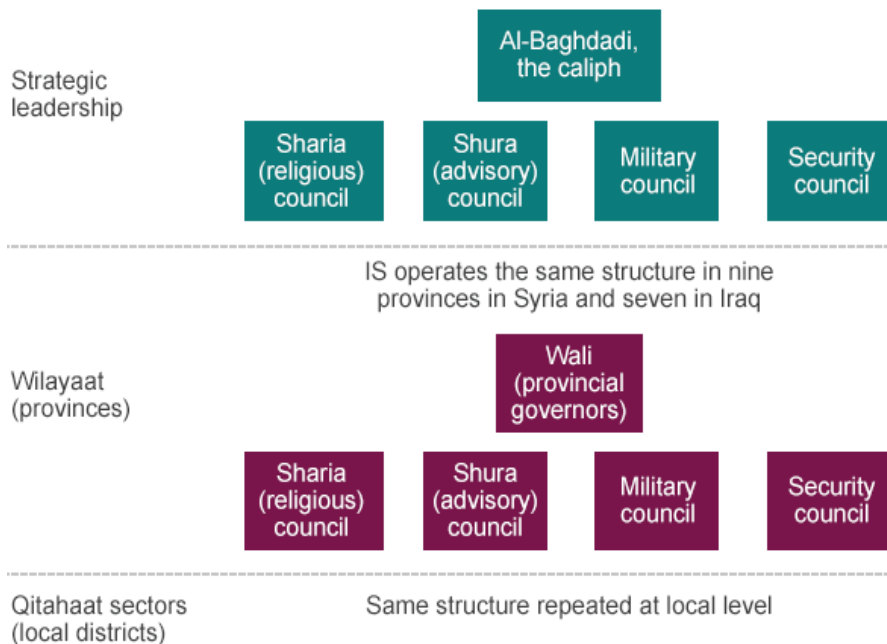 Al-Baghdadi,
the caliph
Strategic
leadership
Sharia
(religious)
council
Shura
(advisory)
council
Military
council
Security
council
IS operates the same structure in nine
provinces in Syria and seven in Iraq
Wali
(provincial
governors)
Wilayaat
(provinces)
Sharia
(religious)
council
Shura
(advisory)
council
Military
council
Security
council
Qitahaat sectors
(local districts)
Same structure repeated at local level